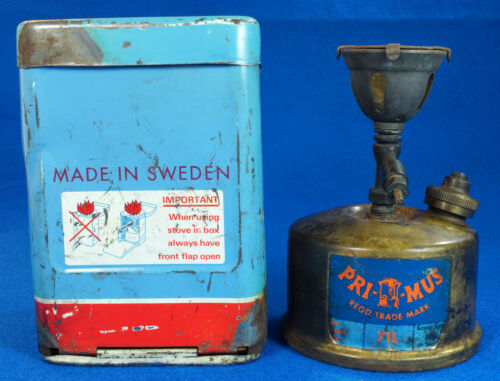 MADE IN SWEDEN
IMPORTANT
When using
stove in box
always have
front flap open
PRI-MUS
REGD TRADE MARK
71L